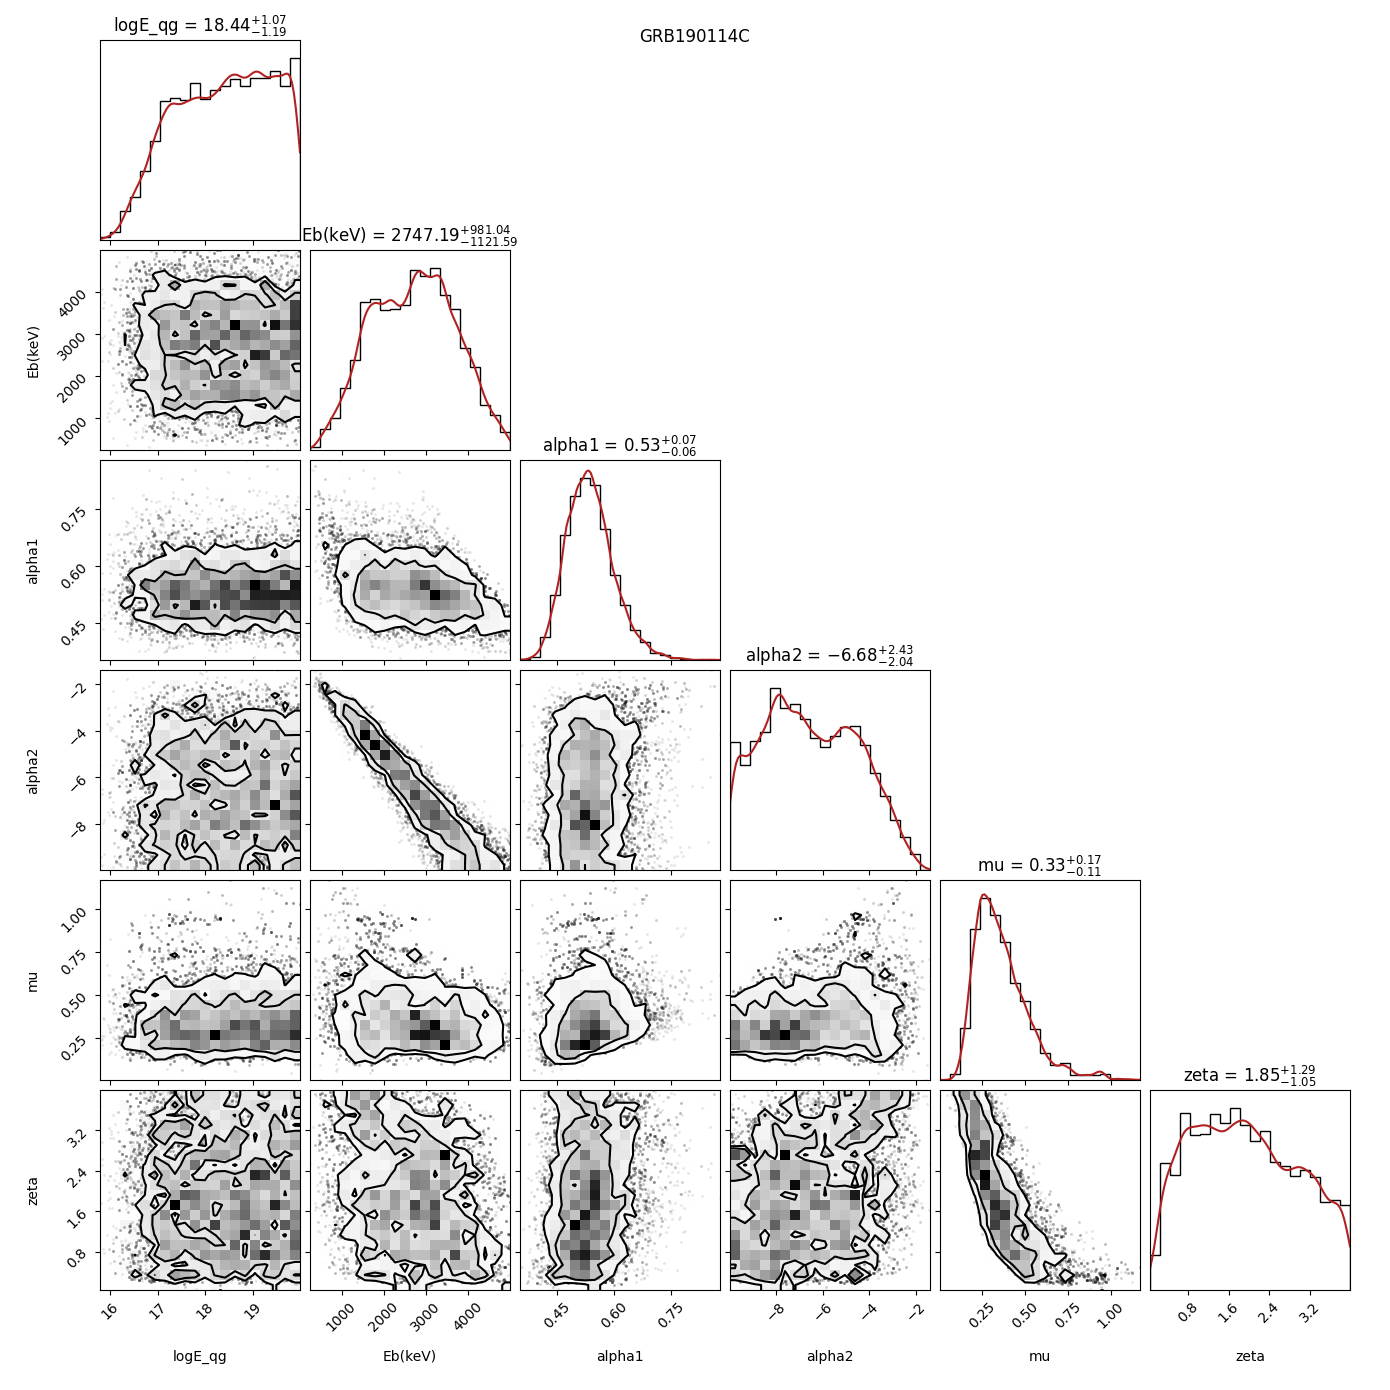 GRB190114C
logE_qg = 18.44+1.07−1.19
Eb(keV) = 2747.19+981.04−1121.59
4000
3000
2000
1000
Eb(keV)
alpha1 = 0.53+0.07−0.06
0.75
0.60
0.45
alpha1
alpha2 = −6.68+2.43−2.04
−2
−4
−6
−8
alpha2
mu = 0.33+0.17−0.11
1.00
0.75
0.50
0.25
mu
zeta = 1.85+1.29−1.05
3.2
2.4
1.6
0.8
zeta
16 17 18 19 1000 2000 3000 4000 0.45 0.60 0.75 −8 −6 −4 −2 0.25 0.50 0.75 1.00 0.8 1.6 2.4 3.2
logE_qg Eb(keV) alpha1 alpha2 mu zeta